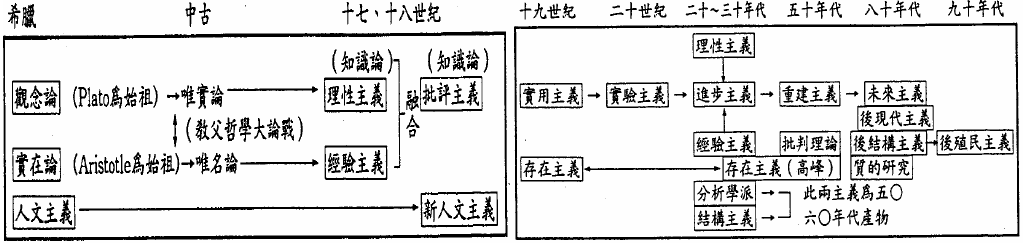 希臘 中古 十七、十八世紀
(知識論) (知識論)
觀念論 (Plato為始祖) 唯實論 理性主義 批評主義
融合
(教父哲學大論戰)
實在論 (Aristotle為始祖) 唯名論 經驗主義
人文主義 新人文主義
十九世紀 二十世紀 二十~三十年代 五十年代 八十年代 九十年代
理性主義
實用主義 實驗主義 進步主義 重建主義 未來主義
後現代主義
經驗主義 批判理論 後結構主義 後殖民主義
存在主義 存在主義(高峰) 質的研究
分析學派 此兩主義為五〇
結構主義 六〇年代產物